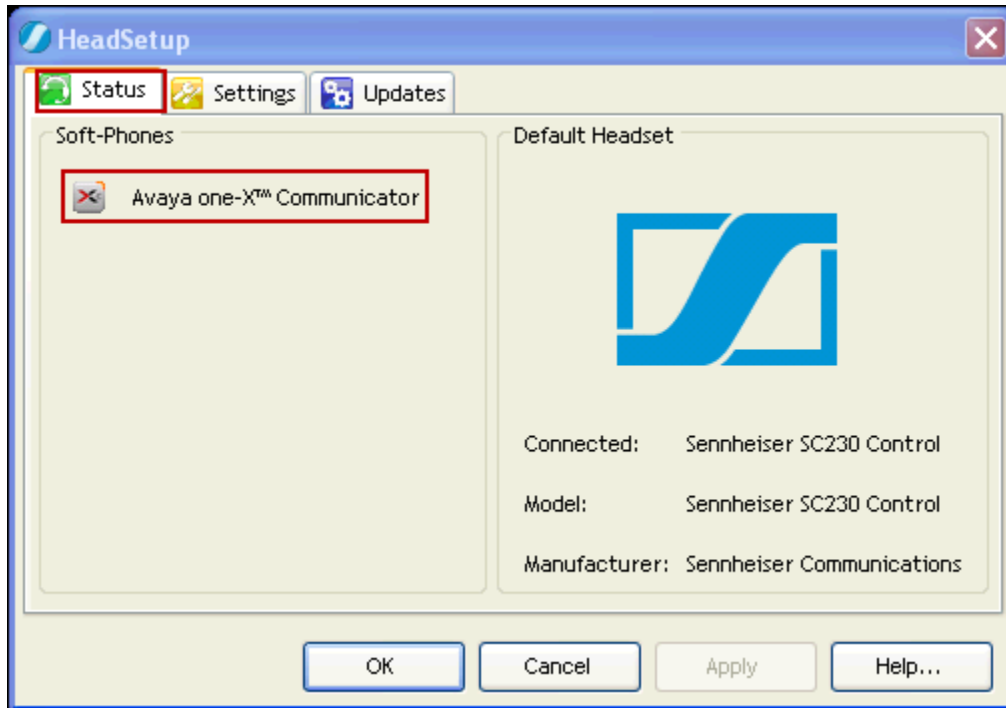 HeadSetup
Status Settings Updates
Soft-Phones
Avaya one-X™ Communicator
Default Headset
Connected: Sennheiser SC230 Control
Model: Sennheiser SC230 Control
Manufacturer: Sennheiser Communications
OK Cancel Apply Help...